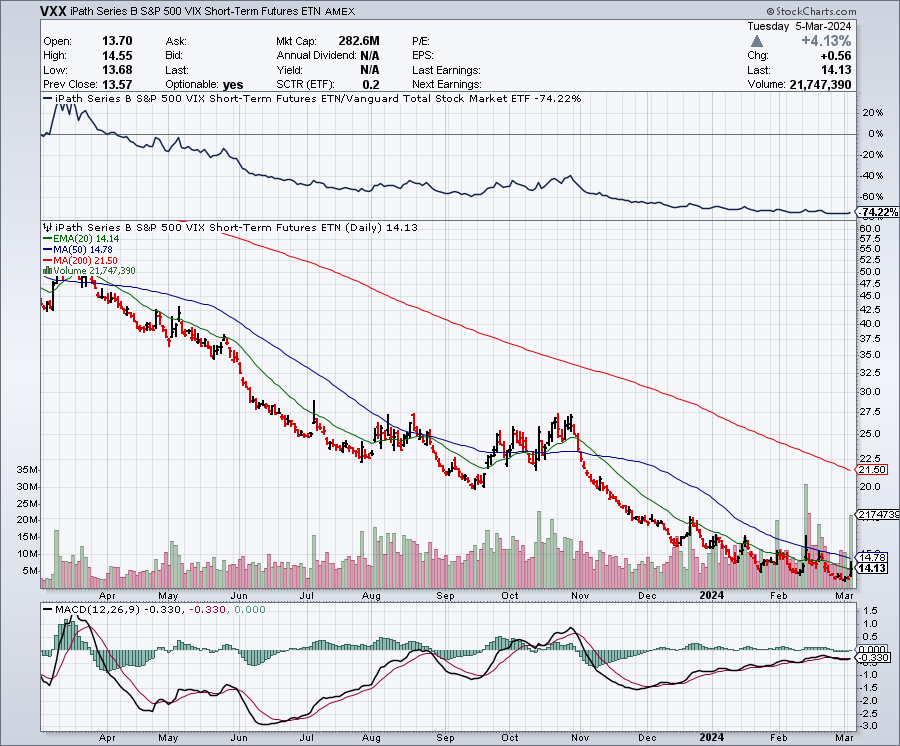 VXX iPath Series B S&P 500 VIX Short-Term Futures ETN AMEX
© StockCharts.com
Tuesday 5-Mar-2024
Open: 13.70 Ask: Mkt Cap: 282.6M P/E: +4.13%
High: 14.55 Bid: Annual Dividend: N/A EPS: Chg: +0.56
Low: 13.68 Last: Yield: N/A Last Earnings: Last: 14.13
Prev Close: 13.57 Optionable: yes SCTR (ETF): 0.2 Next Earnings: Volume: 21,747,390
iPath Series B S&P 500 VIX Short-Term Futures ETN/Vanguard Total Stock Market ETF -74.22%
20%
0%
-20%
-40%
-60%
-74.22%
iPath Series B S&P 500 VIX Short-Term Futures ETN (Daily) 14.13
EMA(20) 14.14
MA(50) 14.78
MA(200) 21.50
Volume 21,747,390
60.0
57.5
55.0
52.5
50.0
47.5
45.0
42.5
40.0
37.5
35.0
32.5
30.0
27.5
25.0
22.5
21.50
20.0
2174739
14.78
14.13
35M
30M
25M
20M
15M
10M
5M
Apr May Jun Jul Aug Sep Oct Nov Dec 2024 Feb Mar
MACD(12,26,9) -0.330, -0.330, 0.000
1.5
1.0
0.5
0.000
-0.330
-1.0
-1.5
-2.0
-2.5
-3.0
Apr May Jun Jul Aug Sep Oct Nov Dec 2024 Feb Mar